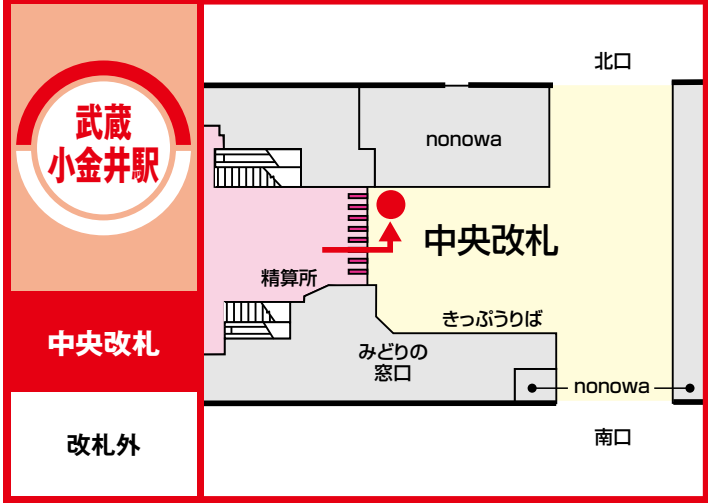 武蔵
小金井駅
中央改札
改札外
北口
nonowa
中央改札
精算所
きっぷうりば
みどりの
窓口
nonowa
南口